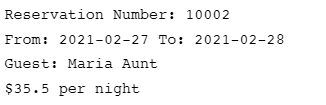 Reservation Number: 10002
From: 2021-02-27 To: 2021-02-28
Guest: Maria Aunt
$35.5 per night